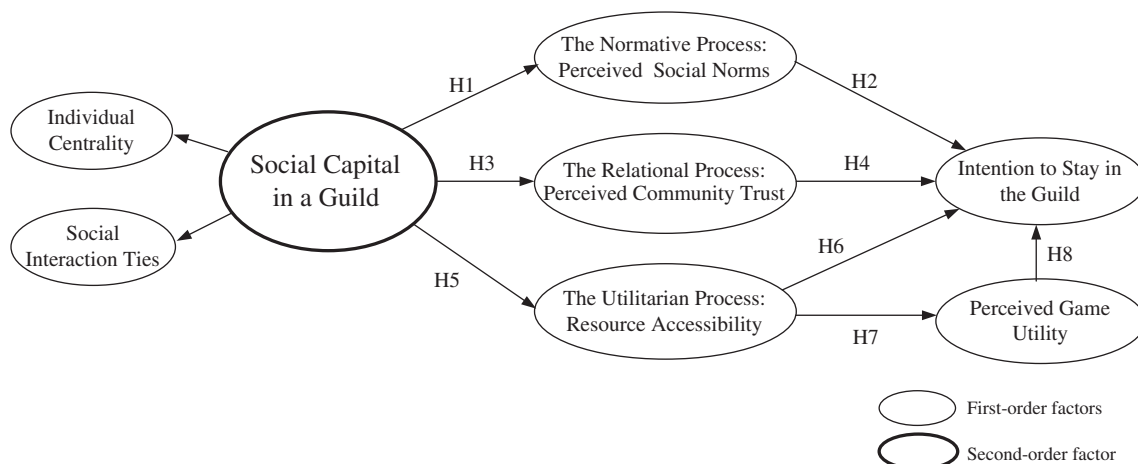 The Normative Process:
Perceived Social Norms
H1
H2
Individual
Centrality
Social Capital
in a Guild
H3
The Relational Process:
Perceived Community Trust
H4
Intention to Stay in
the Guild
Social
Interaction Ties
H5
H6
H8
The Utilitarian Process:
Resource Accessibility
H7
Perceived Game
Utility
First-order factors
Second-order factor